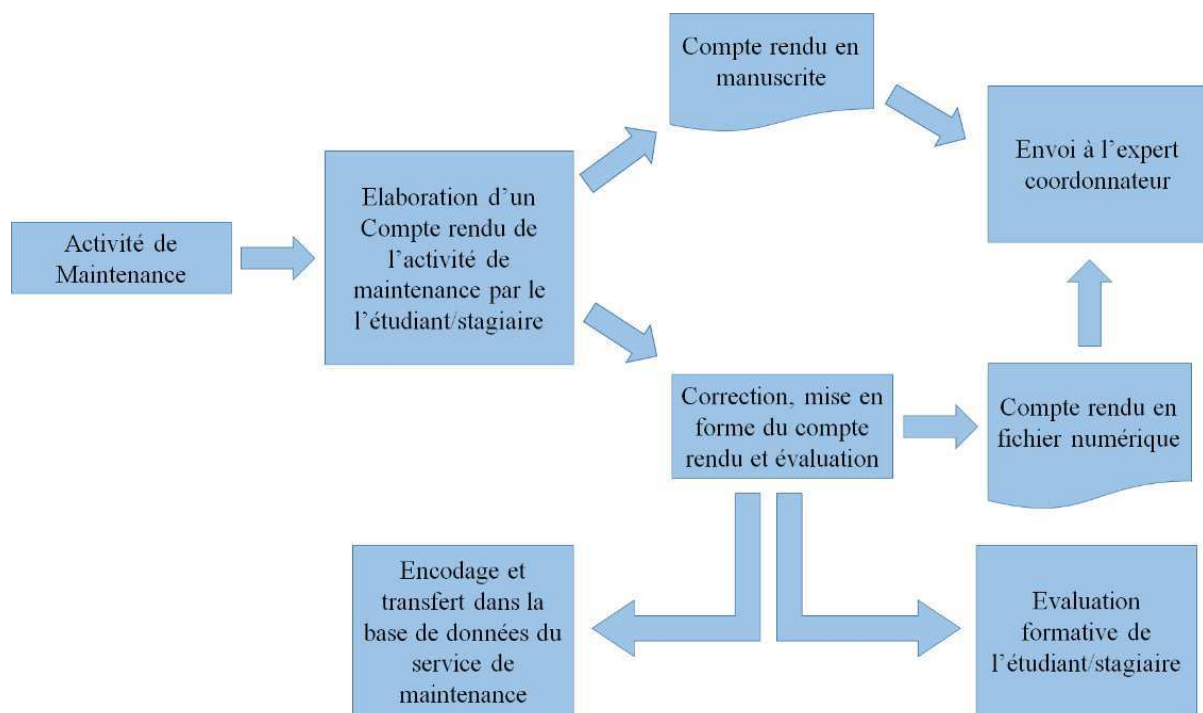 Compte rendu en
manuscrite
Envoi à l’expert
coordonnateur
Elaboration d’un
Compte rendu de
l’activité de
maintenance par le
l’étudiant/stagiaire
Activité de
Maintenance
Correction, mise en
forme du compte
rendu et évaluation
Compte rendu en
fichier numérique
Encodage et
transfert dans la
base de données du
service de
maintenance
Evaluation
formative de
l’étudiant/stagiaire